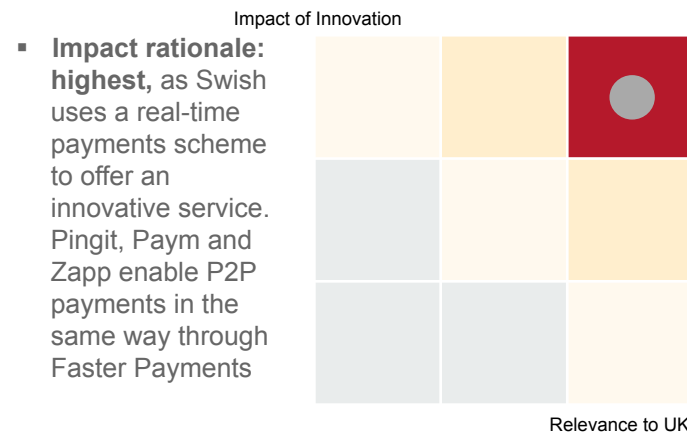 Impact of Innovation
▪ Impact rationale:
highest, as Swish
uses a real-time
payments scheme
to offer an
innovative service.
Pingit, Paym and
Zapp enable P2P
payments in the
same way through
Faster Payments
Relevance to UK